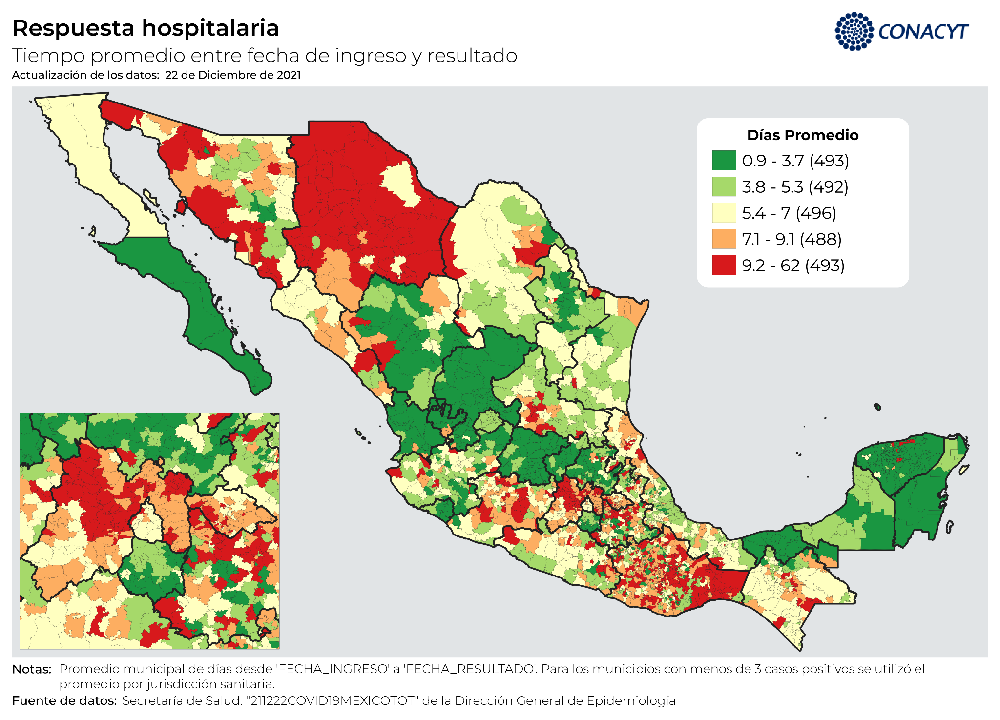 Respuesta hospitalaria
CONACYT
Tiempo promedio entre fecha de ingreso y resultado
Actualización de los datos: 22 de Diciembre de 2021
Días Promedio
0.9 - 3.7 (493)
3.8 - 5.3 (492)
5.4 - 7 (496)
7.1 - 9.1 (488)
9.2 - 62 (493)
Notas: Promedio municipal de días desde 'FECHA_INGRESO' a 'FECHA_RESULTADO'. Para los municipios con menos de 3 casos positivos se utilizó el
promedio por jurisdicción sanitaria.
Fuente de datos: Secretaría de Salud: "211222COVID19MEXICOTOT" de la Dirección General de Epidemiología